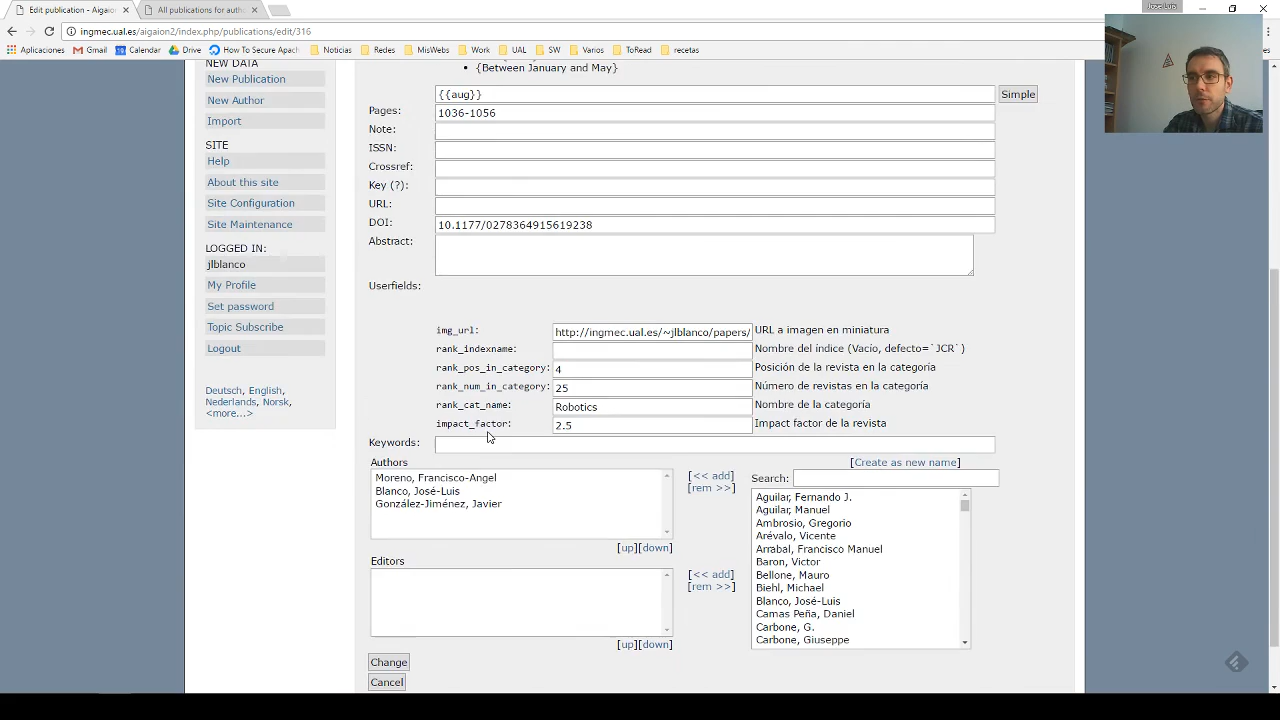 Jose Luis
Edit publication - Aigaion
All publications for autho
ingmec.ual.es/aigaion2/index.php/publications/edit/316
Aplicaciones
Gmail
Calendar
Drive
How To Secure Apach
Noticias
Redes
MisWebs
Work
UAL
SW
Varios
ToRead
recetas
NEW DATA
New Publication
New Author
Import
SITE
Help
About this site
Site Configuration
Site Maintenance
LOGGED IN:
jlblanco
My Profile
Set password
Topic Subscribe
Logout
Deutsch, English,
Nederlands, Norsk,
<more...>
{Between January and May}
{{aug}}
Simple
Pages:
1036-1056
Note:
ISSN:
Crossref:
Key (?):
URL:
DOI:
10.1177/0278364915619238
Abstract:
Userfields:
img_url:
http://ingmec.ual.es/~jlblanco/papers/
URL a imagen en miniatura
rank_indexname:
Nombre del indice (Vacío, defecto=`JCR`)
rank_pos_in_category:
4
Posición de la revista en la categoría
rank_num_in_category:
25
Número de revistas en la categoría
rank_cat_name:
Robotics
Nombre de la categoría
impact_factor:
2.5
Impact factor de la revista
Keywords:
Authors
[Create as new name]
Moreno, Francisco-Angel
Blanco, José-Luis
González-Jiménez, Javier
[<< add]
[rem >>]
Search:
Aguilar, Fernando J.
Aguilar, Manuel
Ambrosio, Gregorio
Arévalo, Vicente
Arrabal, Francisco Manuel
Baron, Victor
Bellone, Mauro
Biehl, Michael
Blanco, José-Luis
Camas Peña, Daniel
Carbone, G.
Carbone, Giuseppe
[up][down]
Editors
[<< add]
[rem >>]
[up][down]
Change
Cancel